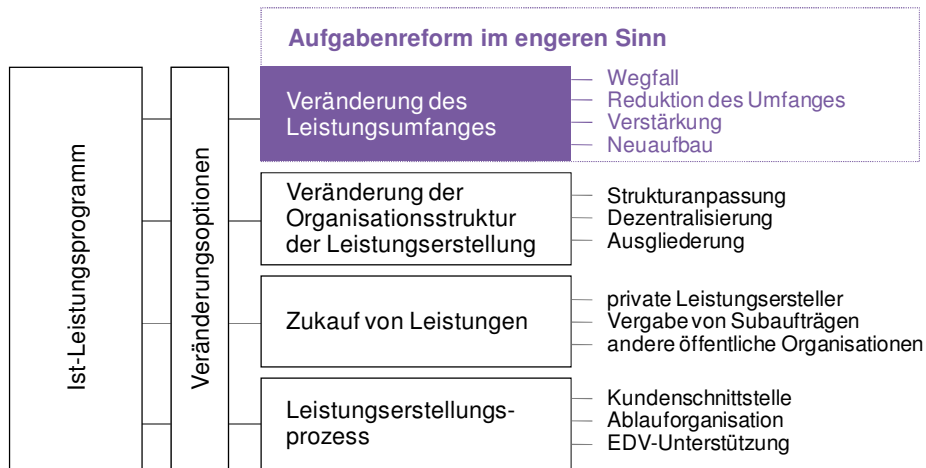 Aufgabenreform im engeren Sinn
Ist-Leistungsprogramm
Veränderungsoptionen
Veränderung des
Leistungsumfanges
Wegfall
Reduktion des Umfanges
Verstärkung
Neuaufbau
Veränderung der
Organisationsstruktur
der Leistungserstellung
Strukturanpassung
Dezentralisierung
Ausgliederung
Zukauf von Leistungen
private Leistungsersteller
Vergabe von Subaufträgen
andere öffentliche Organisationen
Leistungserstellungs-
prozess
Kundenschnittstelle
Ablauforganisation
EDV-Unterstützung